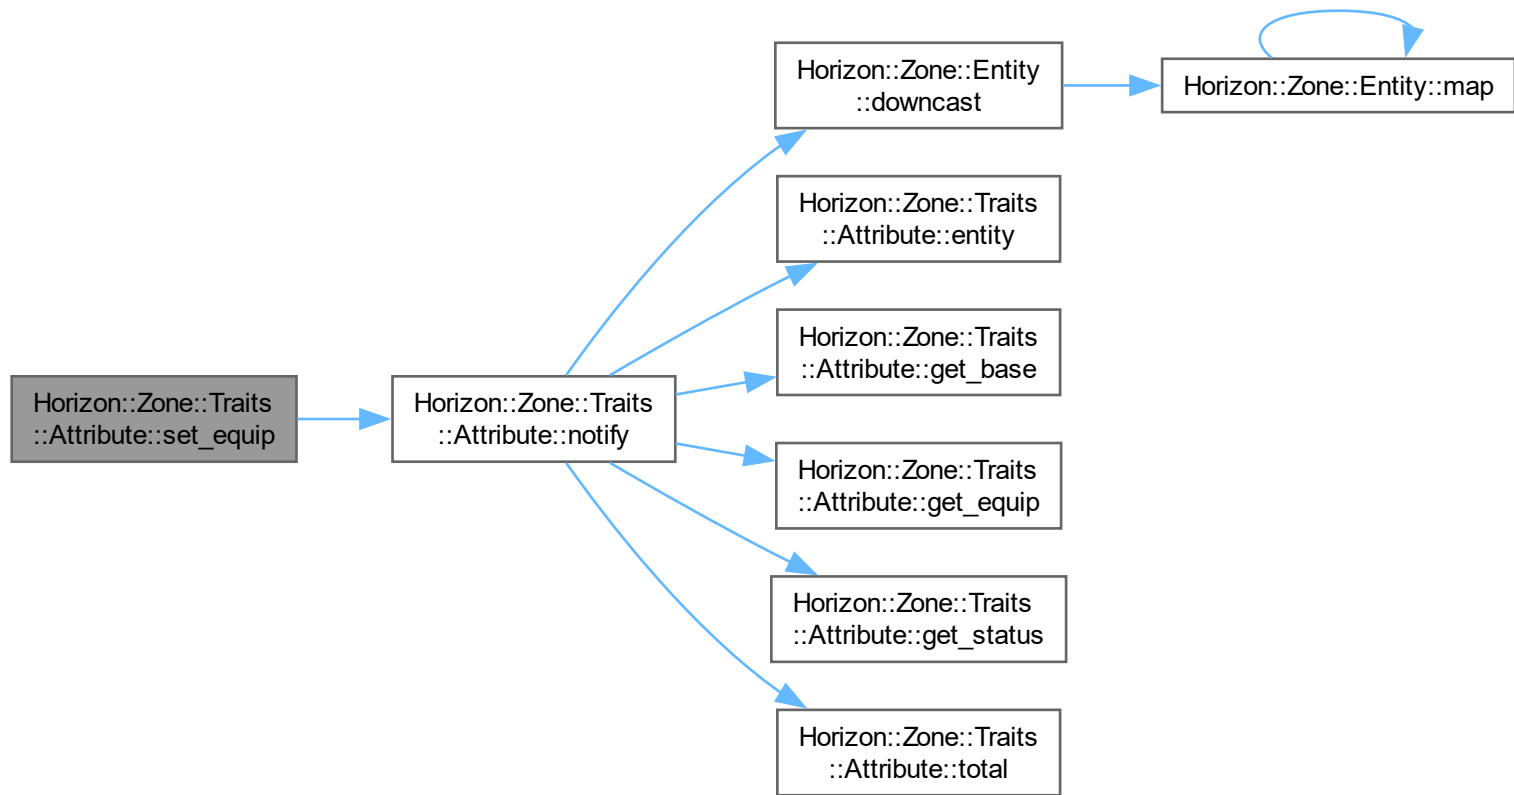 Horizon::Zone::Traits
::Attribute::set_equip
Horizon::Zone::Traits
::Attribute::notify
Horizon::Zone::Entity
::downcast
Horizon::Zone::Entity::map
Horizon::Zone::Traits
::Attribute::entity
Horizon::Zone::Traits
::Attribute::get_base
Horizon::Zone::Traits
::Attribute::get_equip
Horizon::Zone::Traits
::Attribute::get_status
Horizon::Zone::Traits
::Attribute::total